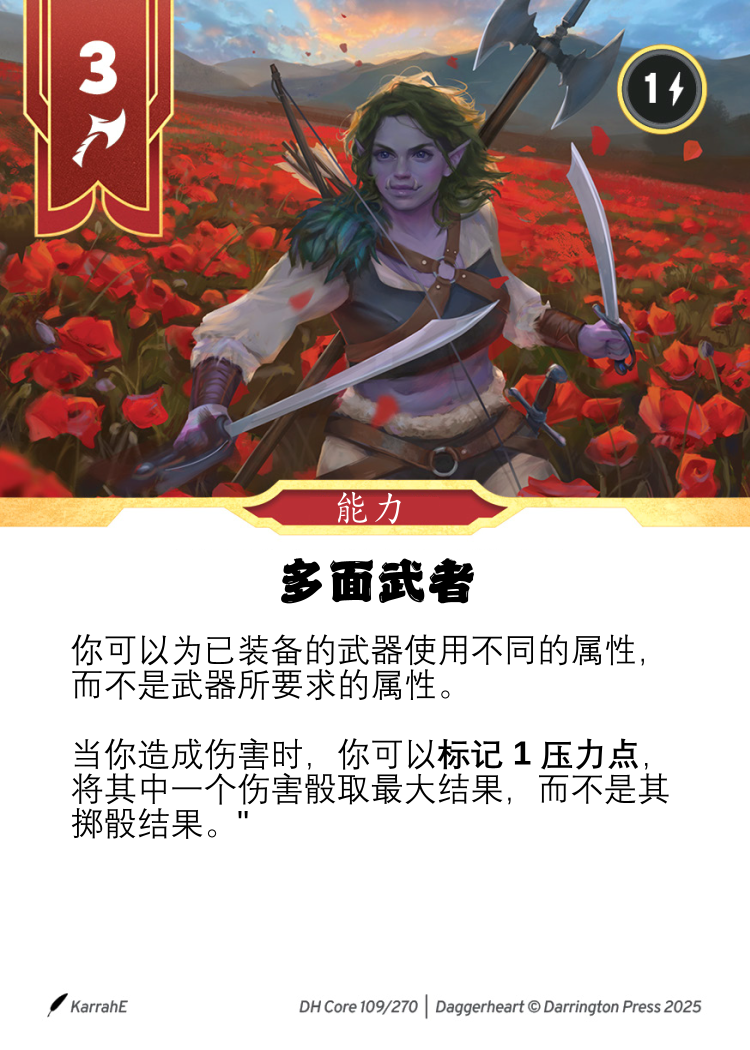 3
1
能力
多面武者
你可以为已装备的武器使用不同的属性，
而不是武器所要求的属性。
当你造成伤害时，你可以标记 1 压力点，
将其中一个伤害骰取最大结果，而不是其
掷骰结果。"
KarrahE
DH Core 109/270 | Daggerheart © Darrington Press 2025